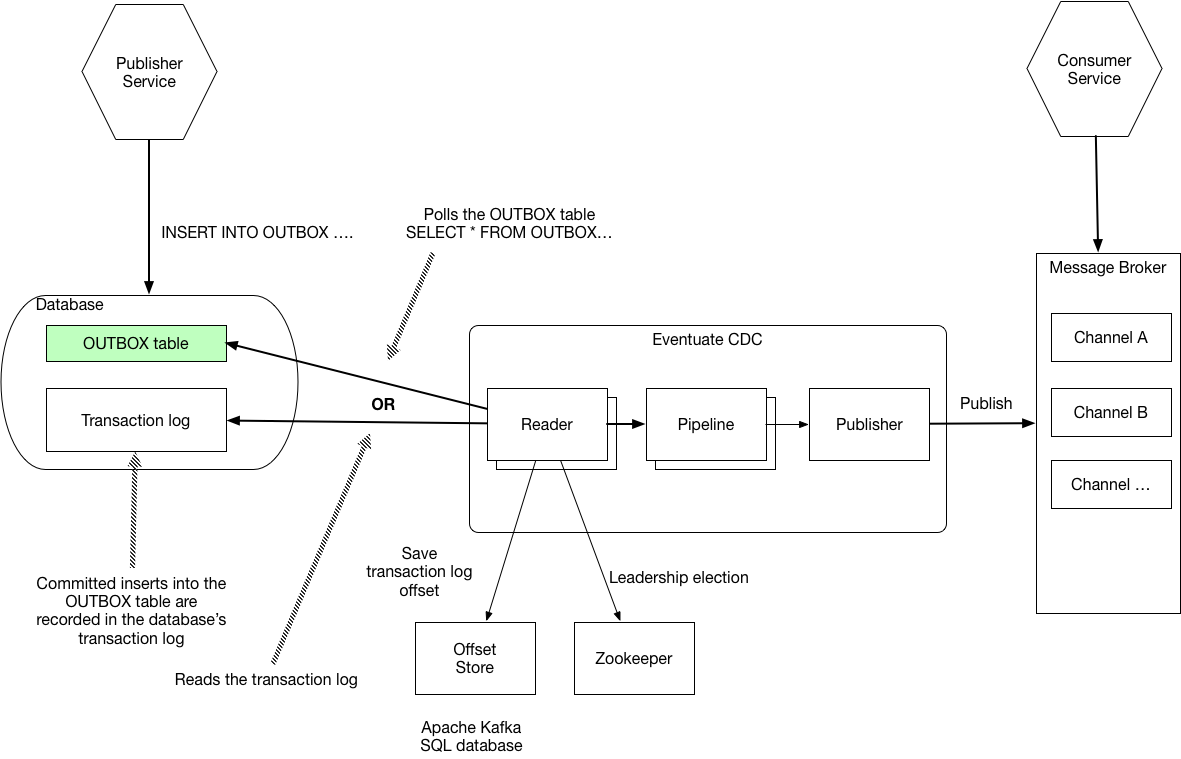 Publisher
Service
Consumer
Service
INSERT INTO OUTBOX ....
Polls the OUTBOX table
SELECT * FROM OUTBOX...
Database
OUTBOX table
Transaction log
OR
Eventuate CDC
Reader
Pipeline
Publisher
Publish
Message Broker
Channel A
Channel B
Channel ...
Committed inserts into the
OUTBOX table are
recorded in the database's
transaction log
Reads the transaction log
Save
transaction log
offset
Leadership election
Offset
Store
Zookeeper
Apache Kafka
SQL database